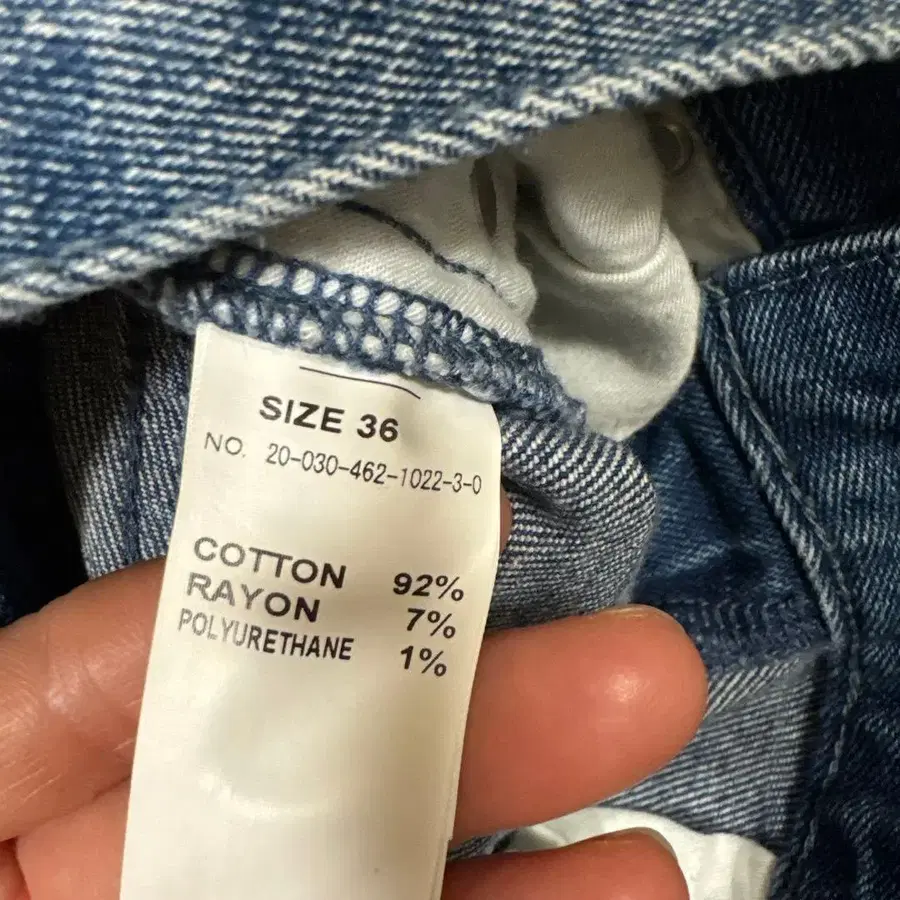 SIZE 36
NO. 20-030-462-1022-3-0
COTTON 92%
RAYON 7%
POLYURETHANE 1%